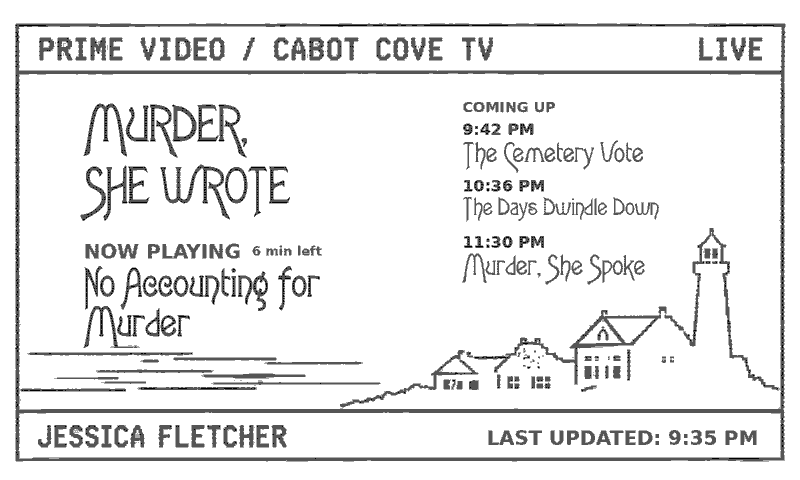 PRIME VIDEO / CABOT COVE TV
LIVE
MURDER,
SHE WROTE
NOW PLAYING 6 min left
No Accounting for
Murder
COMING UP
9:42 PM
The Cemetery Vote
10:36 PM
The Days Dwindle Down
11:30 PM
Murder, She Spoke
JESSICA FLETCHER
LAST UPDATED: 9:35 PM